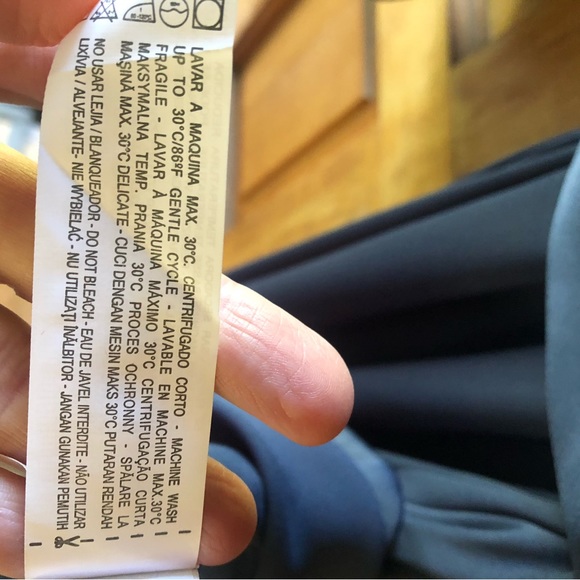 LAVAR A MAQUINA MAX. 30°C. CENTRIFUGADO CORTO - MACHINE WASH
UP TO 30°C/86ºF GENTLE CYCLE - LAVABLE EN MACHINE MAX.30°C
FRAGILE - LAVAR À MÁQUINA MÁXIMO 30°C CENTRIFUGAÇÃO CURTA
MAKSYMALNA TEMP. PRANIA 30°C PROCES OCHRONNY - SPĂLARE LA
MAȘINĂ MAX. 30°C DELICATE - CUCI DENGAN MESIN MAKS 30°C PUTARAN RENDAH
NO USAR LEJIA / BLANQUEADOR - DO NOT BLEACH - EAU DE JAVEL INTERDITE - NÃO UTILIZAR
LIXÍVIA / ALVEJANTE- NIE WYBIELAĆ - NU UTILIZAȚI ÎNĂLBITOR - JANGAN GUNAKAN PEMUTIH